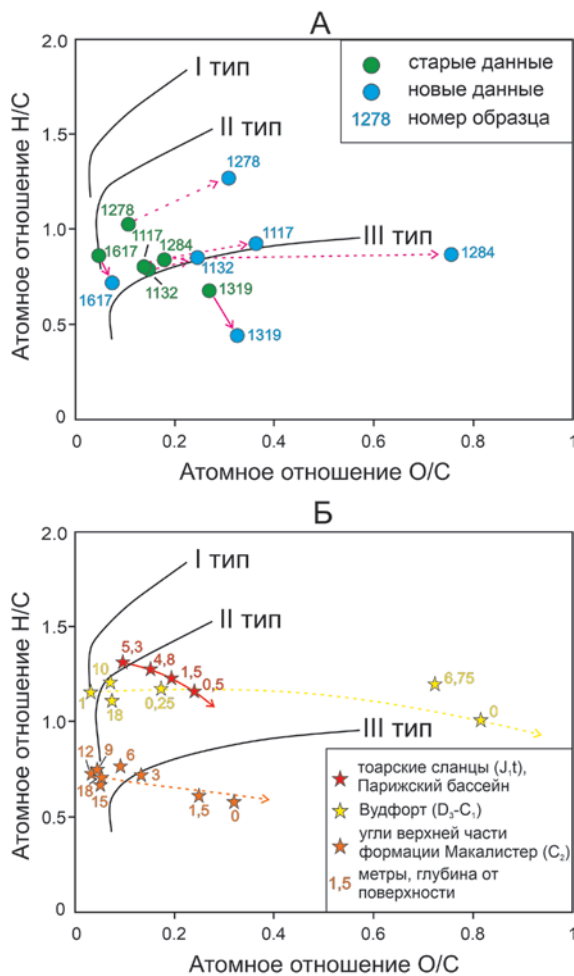 А
2.0
1.5
1.0
0.5
0
Атомное отношение H/C
I тип
II тип
III тип
старые данные
новые данные
1278 номер образца
1278
1278
1117
1617
1284
1117
1132
1284
1617
1132
1319
1319
0
0.2
0.4
0.6
0.8
1
Атомное отношение O/C
Б
2.0
1.5
1.0
0.5
0
Атомное отношение H/C
I тип
II тип
III тип
5,3
4,8
1,5
0,5
10
1
18
0,25
6,75
0
12
9
6
3
18
15
1,5
0
тоарские сланцы (J₁t),
Парижский бассейн
Вудфорт (D₃-C₁)
угли верхней части
формации Макалистер (C₂)
1,5 метры, глубина от
поверхности
0
0.2
0.4
0.6
0.8
1
Атомное отношение O/C